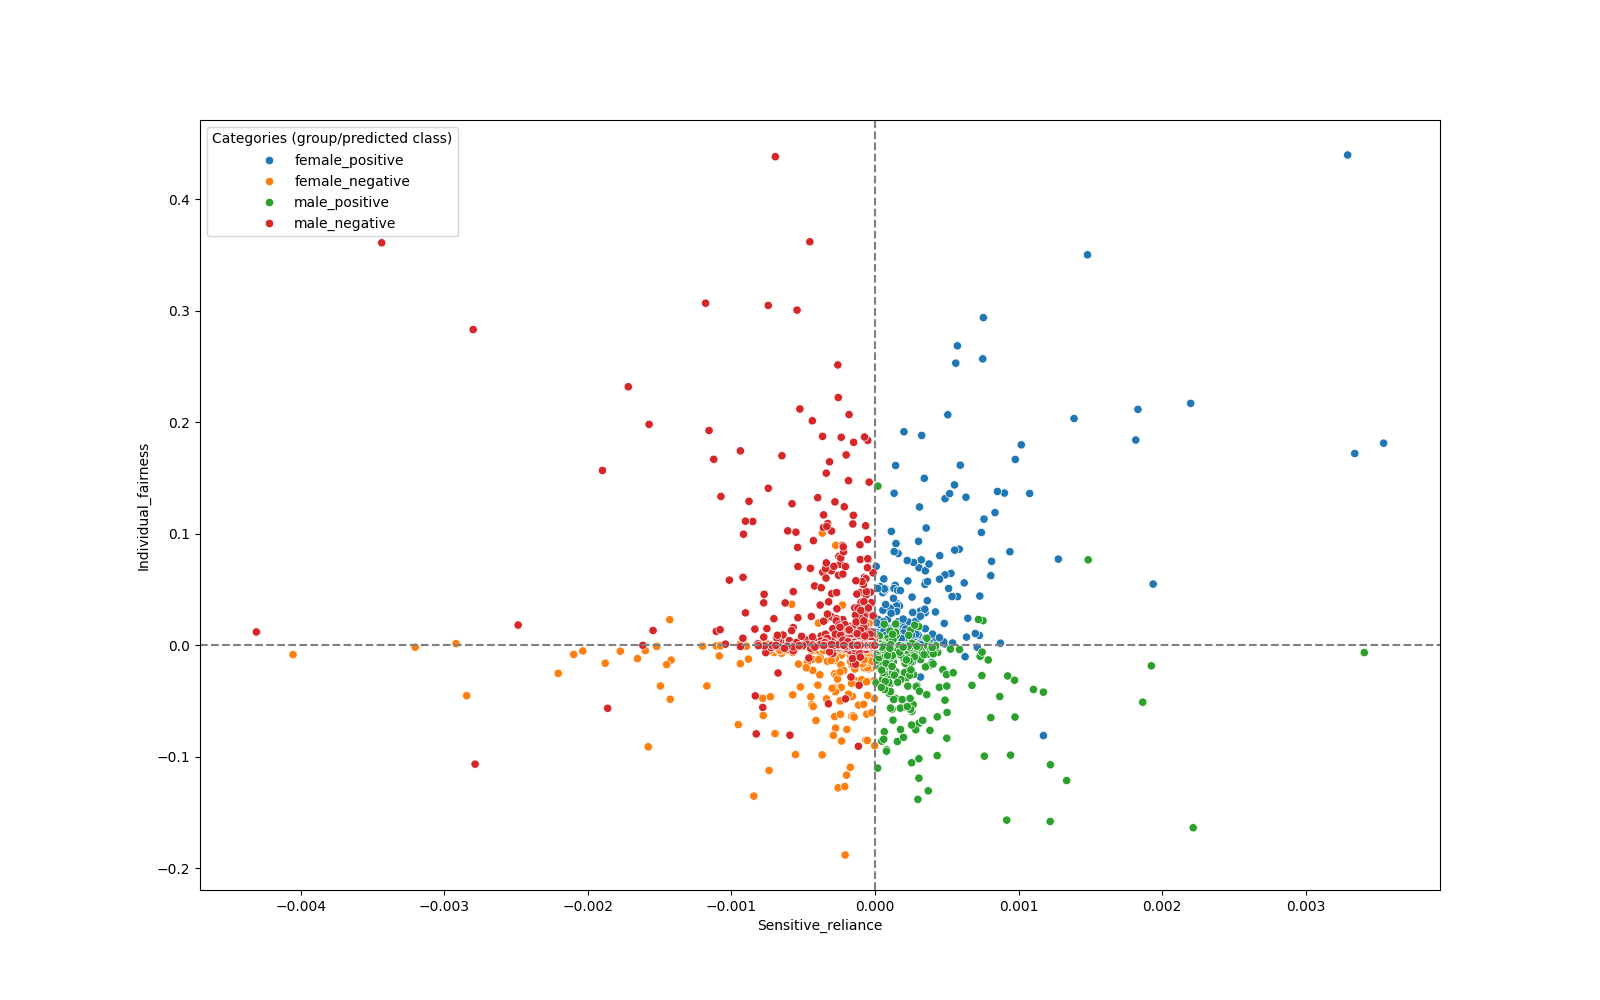 Categories (group/predicted class)
female_positive
female_negative
male_positive
male_negative
0.4
0.3
0.2
0.1
0.0
−0.1
−0.2
Individual_fairness
−0.004
−0.003
−0.002
−0.001
0.000
0.001
0.002
0.003
Sensitive_reliance